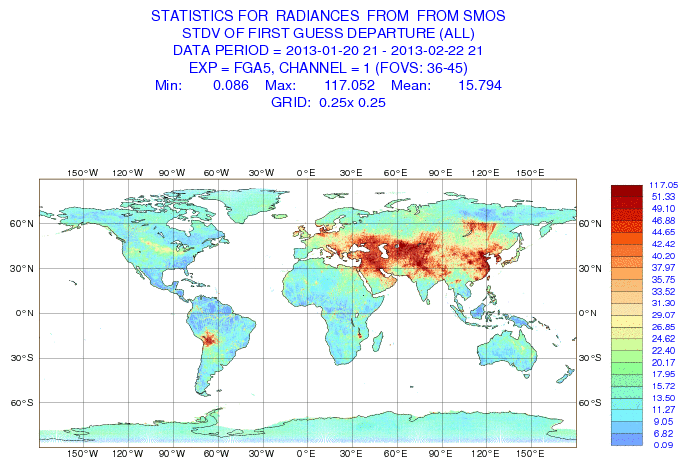 STATISTICS FOR RADIANCES FROM FROM SMOS
STDV OF FIRST GUESS DEPARTURE (ALL)
DATA PERIOD = 2013-01-20 21 - 2013-02-22 21
EXP = FGA5, CHANNEL = 1 (FOVS: 36-45)
Min: 0.086 Max: 117.052 Mean: 15.794
GRID: 0.25x 0.25
150°W 120°W 90°W 60°W 30°W 0°E 30°E 60°E 90°E 120°E 150°E
60°N 60°N
30°N 30°N
0°N 0°N
30°S 30°S
60°S 60°S
150°W 120°W 90°W 60°W 30°W 0°E 30°E 60°E 90°E 120°E 150°E
117.05
51.33
49.10
46.88
44.65
42.42
40.20
37.97
35.75
33.52
31.30
29.07
26.85
24.62
22.40
20.17
17.95
15.72
13.50
11.27
9.05
6.82
0.09